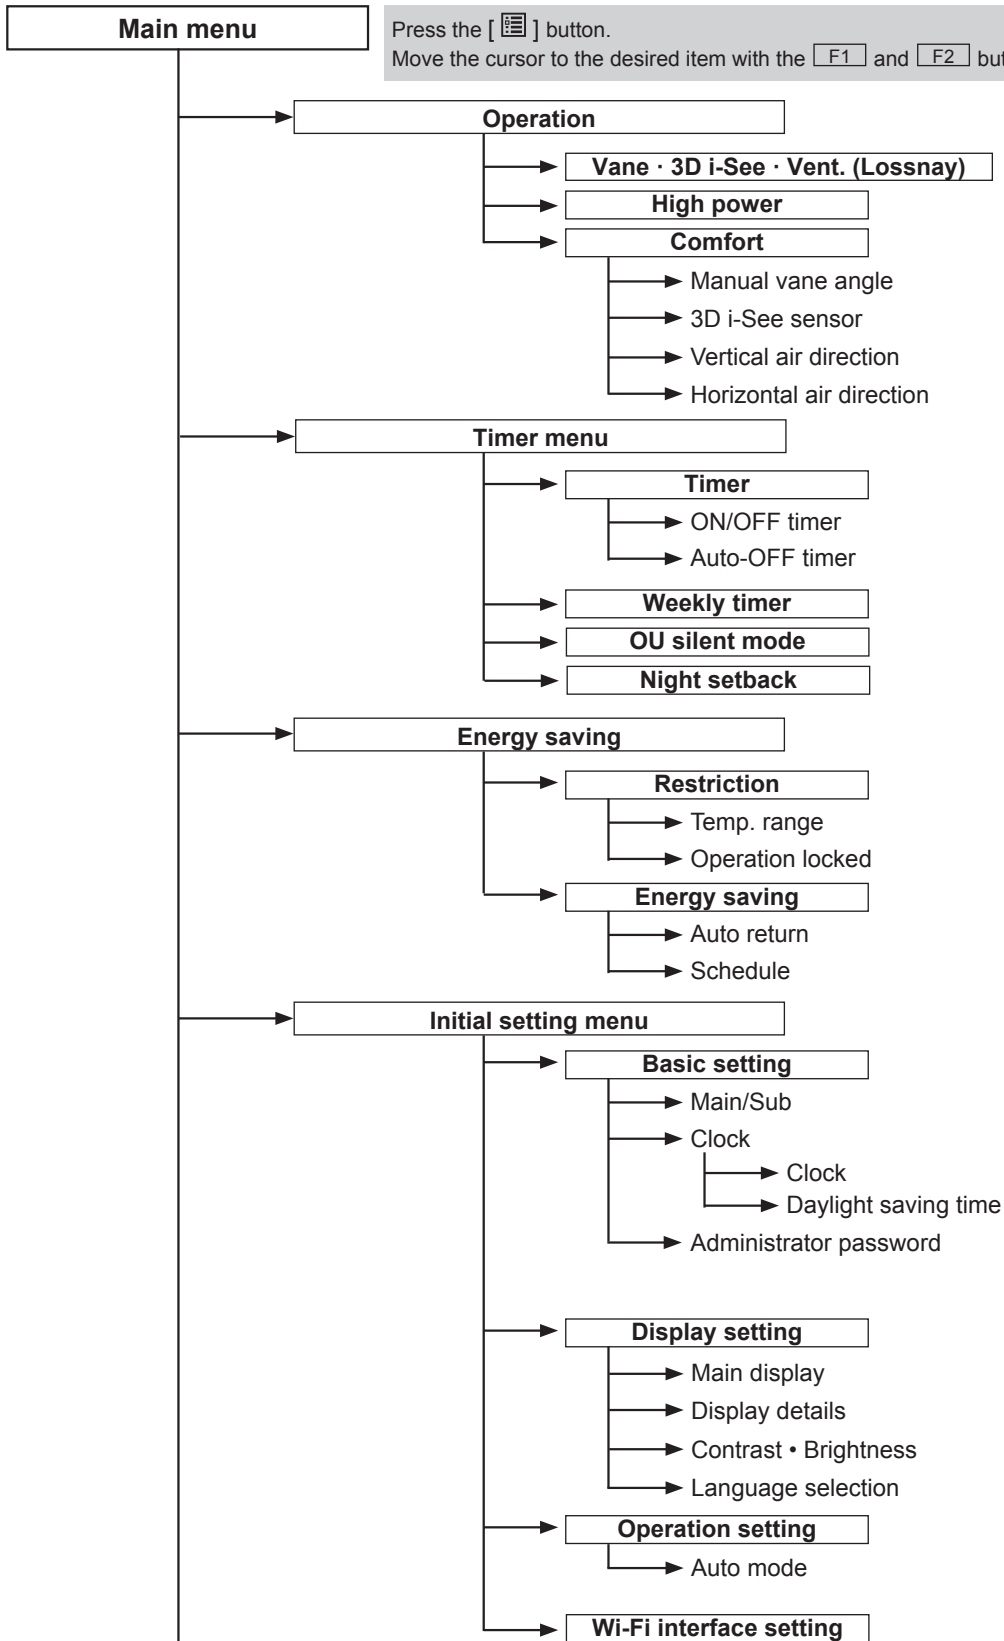 Main menu
Press the [ ] button.
Move the cursor to the desired item with the F1 and F2
Operation
Vane · 3D i-See · Vent. (Lossnay)
High power
Comfort
Manual vane angle
3D i-See sensor
Vertical air direction
Horizontal air direction
Timer menu
Timer
ON/OFF timer
Auto-OFF timer
Weekly timer
OU silent mode
Night setback
Energy saving
Restriction
Temp. range
Operation locked
Energy saving
Auto return
Schedule
Initial setting menu
Basic setting
Main/Sub
Clock
Clock
Daylight saving time
Administrator password
Display setting
Main display
Display details
Contrast • Brightness
Language selection
Operation setting
Auto mode
Wi-Fi interface setting